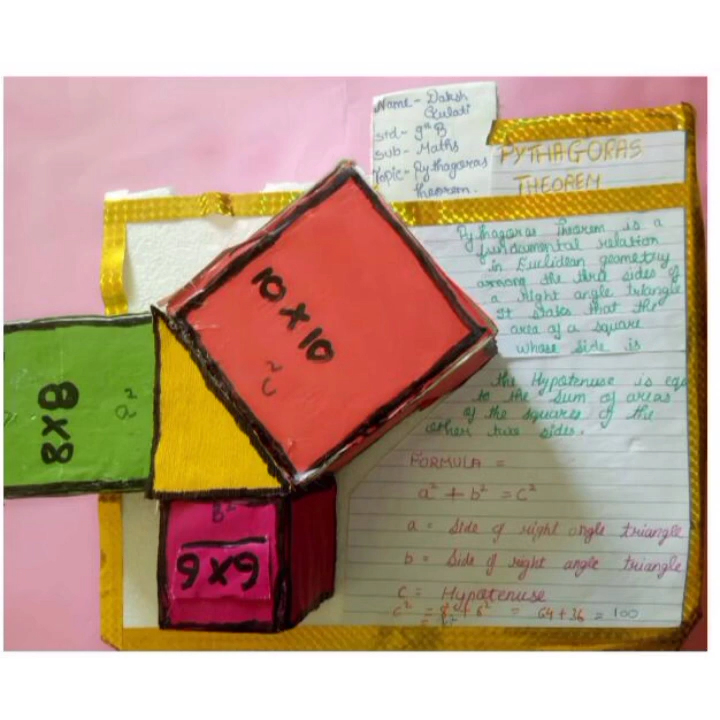 Name- Daksh
Gulati
std- 9th B
Sub- Maths
Topic- Pythagoras
theorem.
PYTHAGORAS
THEOREM
Pythagoras Theorem is a
fundamental relation
in Euclidean geometry
among the three sides of
a right angle triangle
It states that the
area of a square
whose side is
the Hypotenuse is equ
to the sum of areas
of the squares of the
other two sides.
FORMULA =
a² + b² = c²
a = Side of right angle triangle
b = Side of right angle triangle
c = Hypotenuse
c² = 8² + 6² = 64 + 36 = 100
10 x 10
c²
8x8
a²
b²
6x6